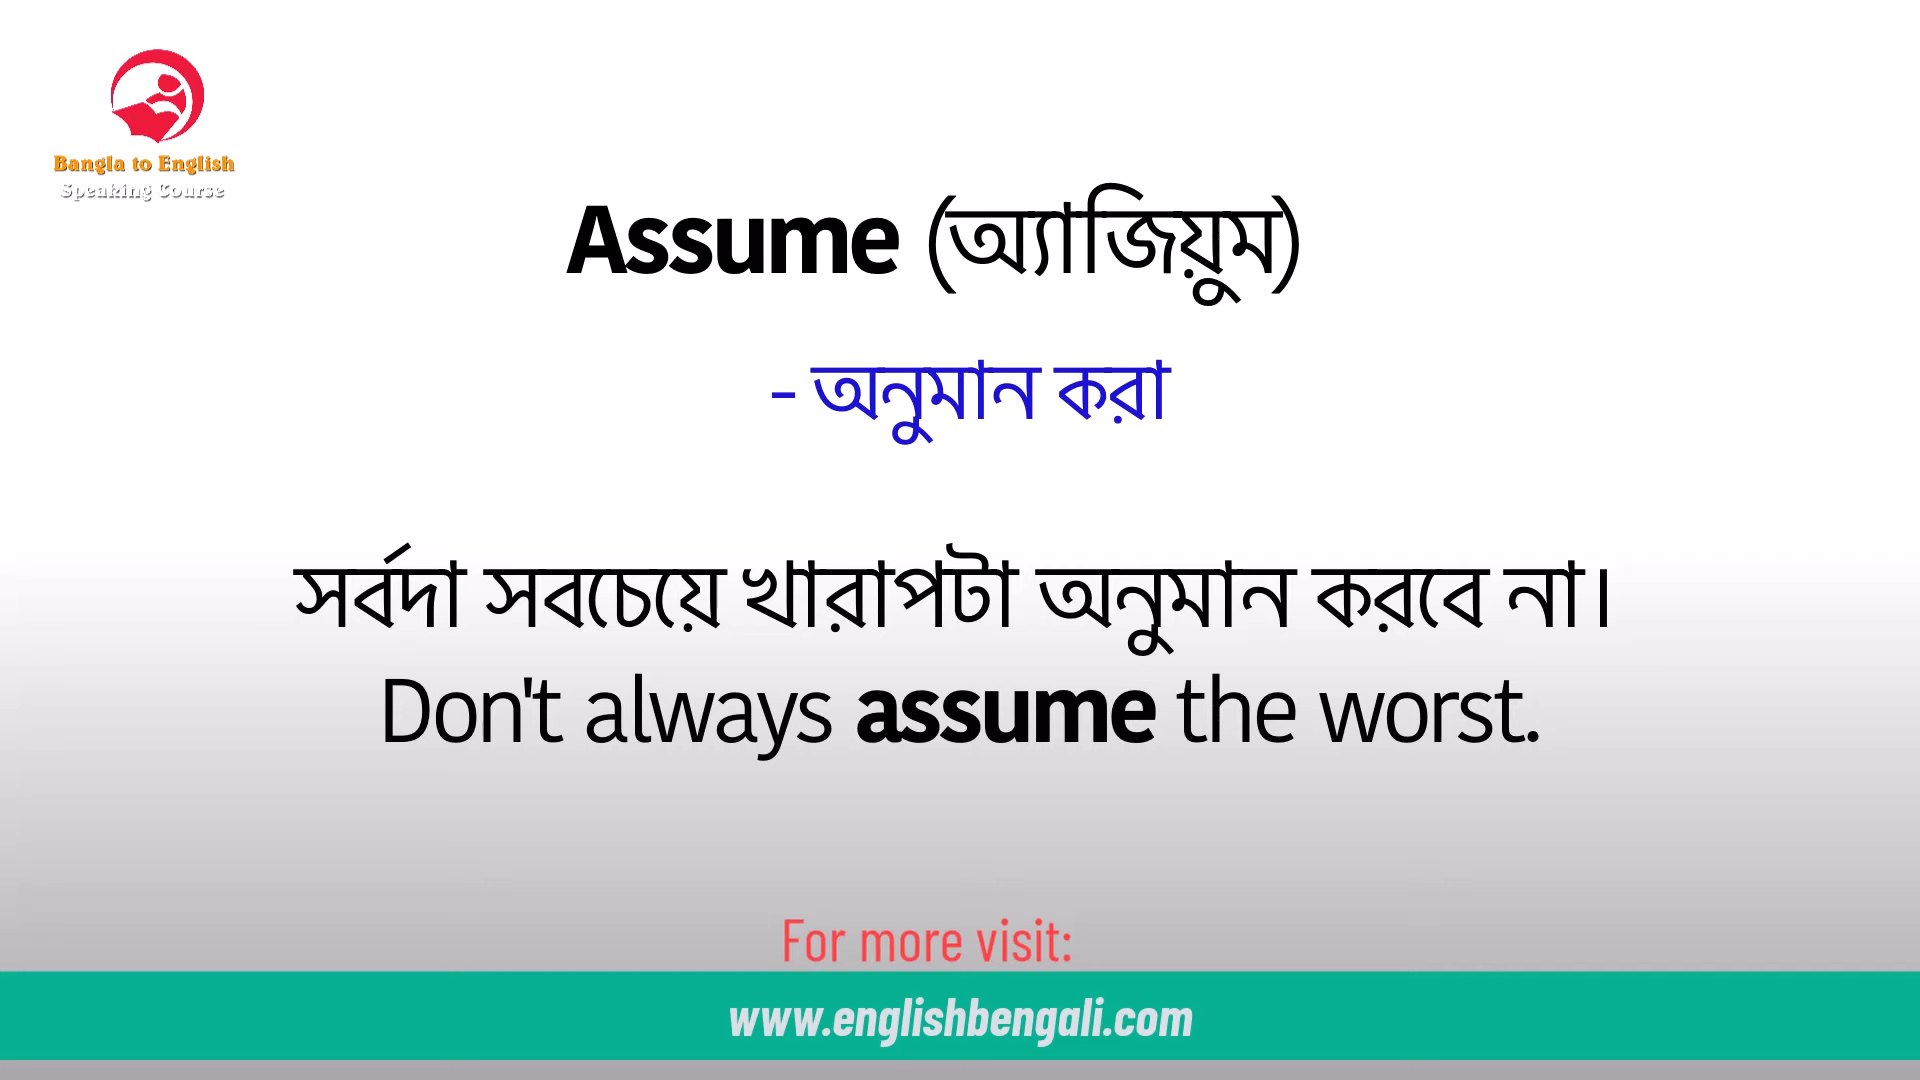 Bangla to English
Speaking Course
Assume (অ্যাজিয়ুম)
- অনুমান করা
সর্বদা সবচেয়ে খারাপটা অনুমান করবে না।
Don't always assume the worst.
For more visit:
www.englishbengali.com